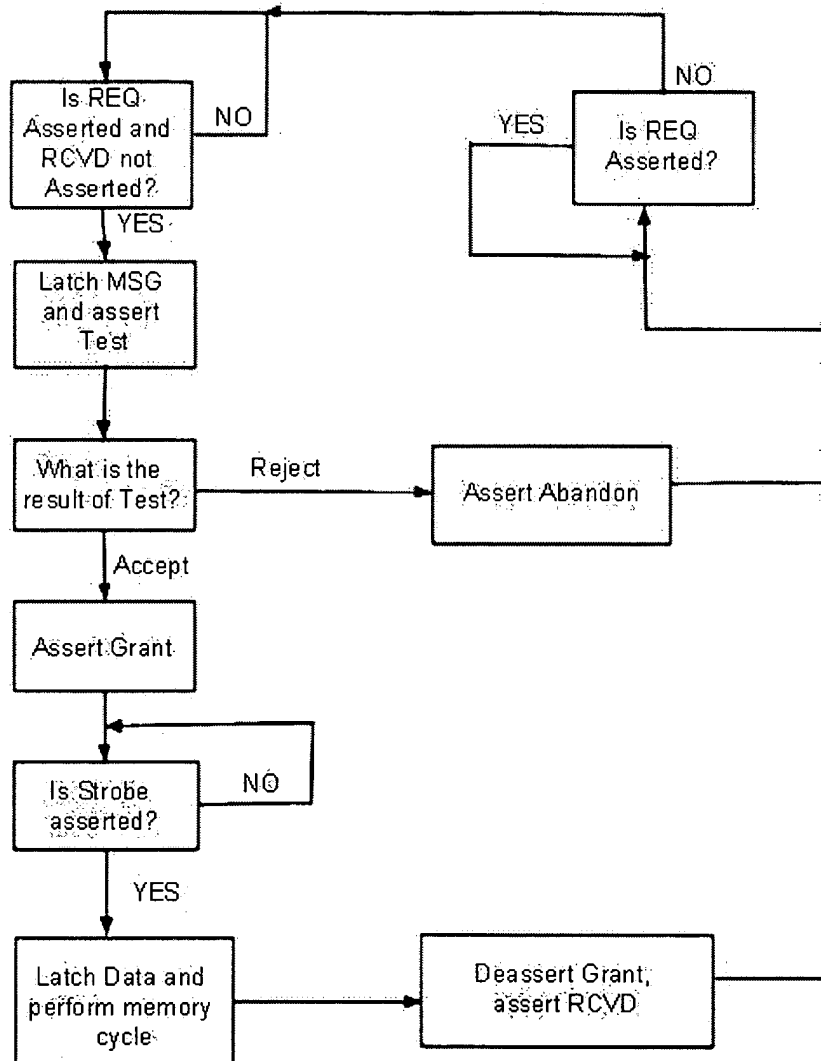 NO
Is REQ
Asserted and
RCVD not
Asserted?
NO
YES
Is REQ
Asserted?
YES
Latch MSG
and assert
Test
What is the
result of Test?
Reject
Assert Abandon
Accept
Assert Grant
Is Strobe
asserted?
NO
YES
Latch Data and
perform memory
cycle
Deassert Grant,
assert RCVD